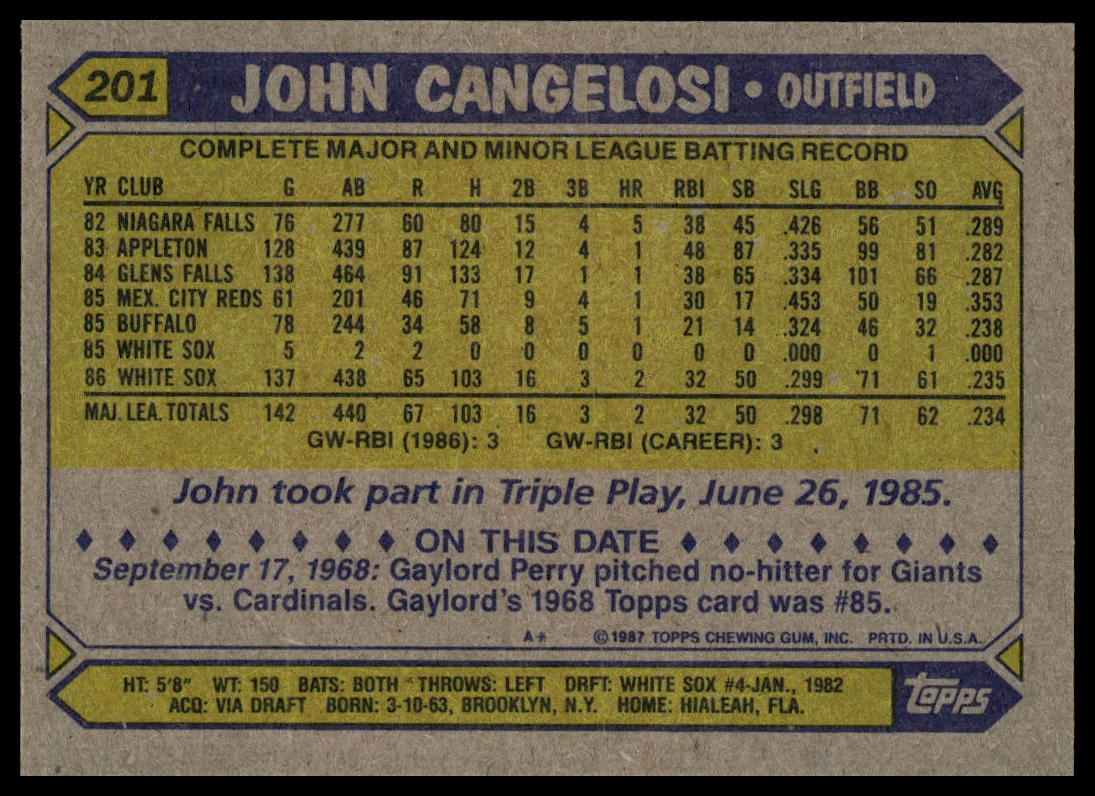 201 JOHN CANGELOSI • OUTFIELD
COMPLETE MAJOR AND MINOR LEAGUE BATTING RECORD
YR CLUB G AB R H 2B 3B HR RBI SB SLG BB SO AVG
82 NIAGARA FALLS 76 277 60 80 15 4 5 38 45 .426 56 51 .289
83 APPLETON 128 439 87 124 12 4 1 48 87 .335 99 81 .282
84 GLENS FALLS 138 464 91 133 17 1 1 38 65 .334 101 66 .287
85 MEX. CITY REDS 61 201 46 71 9 4 1 30 17 .453 50 19 .353
85 BUFFALO 78 244 34 58 8 5 1 21 14 .324 46 32 .238
85 WHITE SOX 5 2 2 0 0 0 0 0 0 .000 0 1 .000
86 WHITE SOX 137 438 65 103 16 3 2 32 50 .299 71 61 .235
MAJ. LEA. TOTALS 142 440 67 103 16 3 2 32 50 .298 71 62 .234
GW-RBI (1986): 3 GW-RBI (CAREER): 3
John took part in Triple Play, June 26, 1985.
ON THIS DATE
September 17, 1968: Gaylord Perry pitched no-hitter for Giants
vs. Cardinals. Gaylord's 1968 Topps card was #85.
A* ©1987 TOPPS CHEWING GUM, INC. PRTD. IN U.S.A.
HT: 5'8" WT: 150 BATS: BOTH THROWS: LEFT DRFT: WHITE SOX #4-JAN., 1982
ACQ: VIA DRAFT BORN: 3-10-63, BROOKLYN, N.Y. HOME: HIALEAH, FLA.
topps